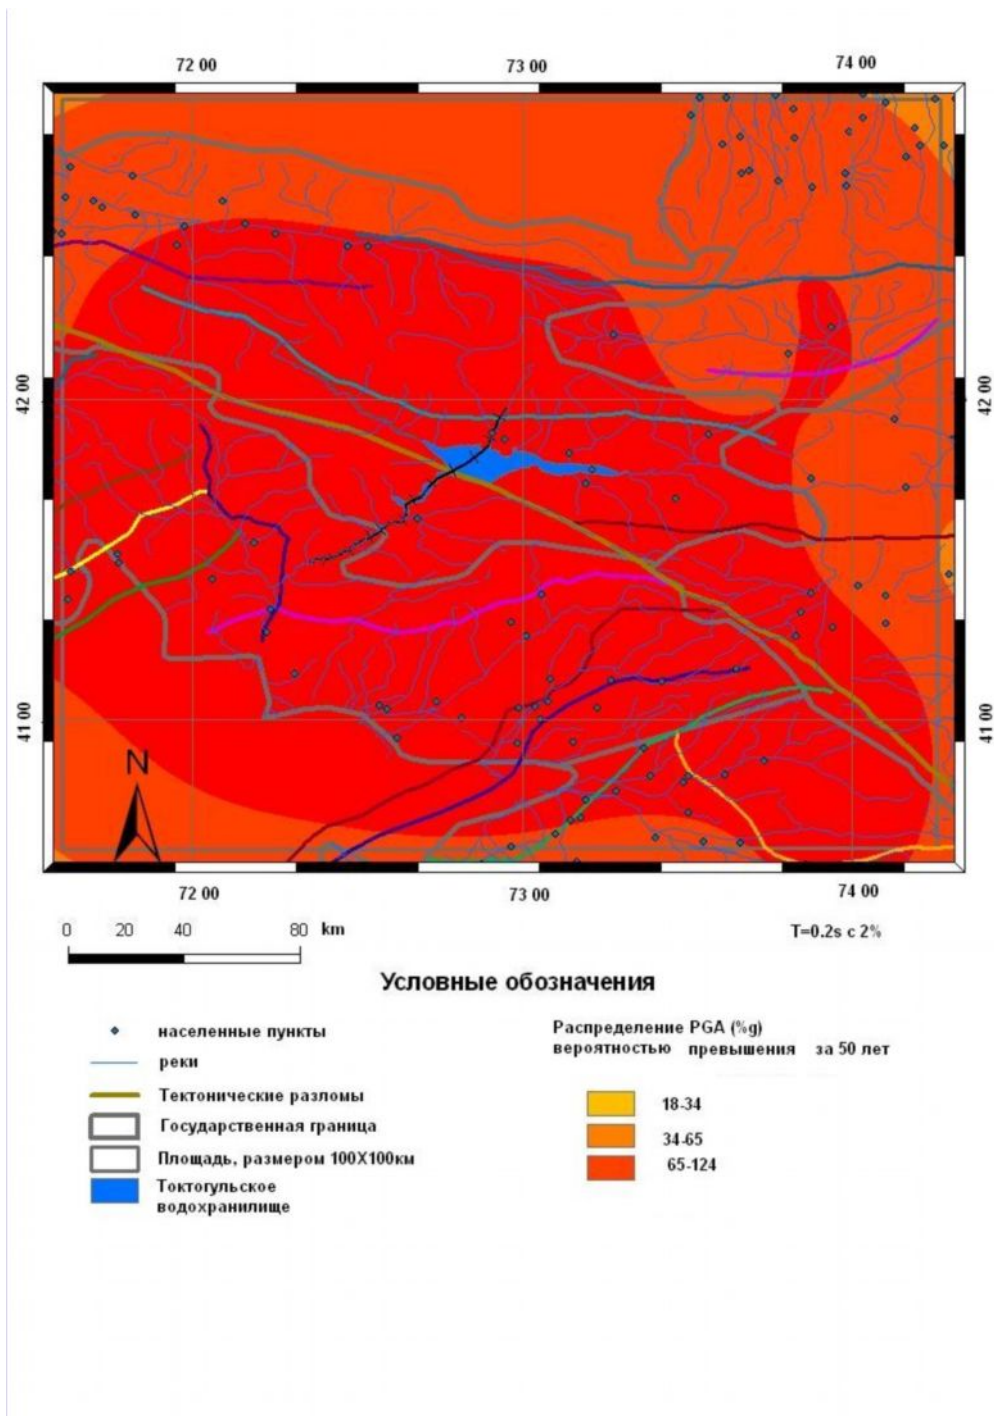 72 00 73 00 74 00
42 00 42 00
41 00 41 00
N
72 00 73 00 74 00
0 20 40 80 km
T=0.2s с 2%
Условные обозначения
населенные пункты
реки
Тектонические разломы
Государственная граница
Площадь, размером 100X100км
Токтогульское
водохранилище
Распределение PGA (%g)
вероятностью превышения за 50 лет
18-34
34-65
65-124